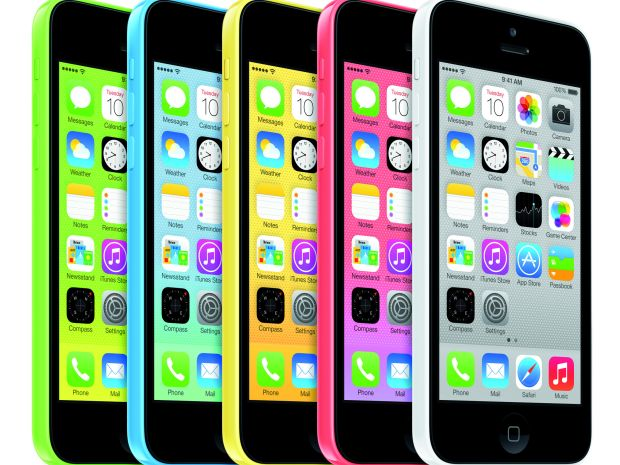 9:
Tuesday
10
Messages Calendar
Weather Clock
Notes Reminders
Newsstand iTunes Store
Compass Settings
Phone Mail
9:
Tuesday
10
Messages Calendar
Weather Clock
Notes Reminders
Newsstand iTunes Store
Compass Settings
Phone Mail
9:
Tuesday
10
Messages Calendar
Weather Clock
Notes Reminders
Newsstand iTunes Store
Compass Settings
Phone Mail
9:
Tuesday
10
Messages Calendar
Weather Clock
Notes Reminders
Newsstand iTunes Store
Compass Settings
Phone Mail
9:41 AM 100%
Tuesday
10
Messages Calendar Photos Camera
Weather Clock Maps Videos
Notes Reminders Stocks Game Center
Newsstand iTunes Store App Store Passbook
Compass Settings
Phone Mail Safari Music